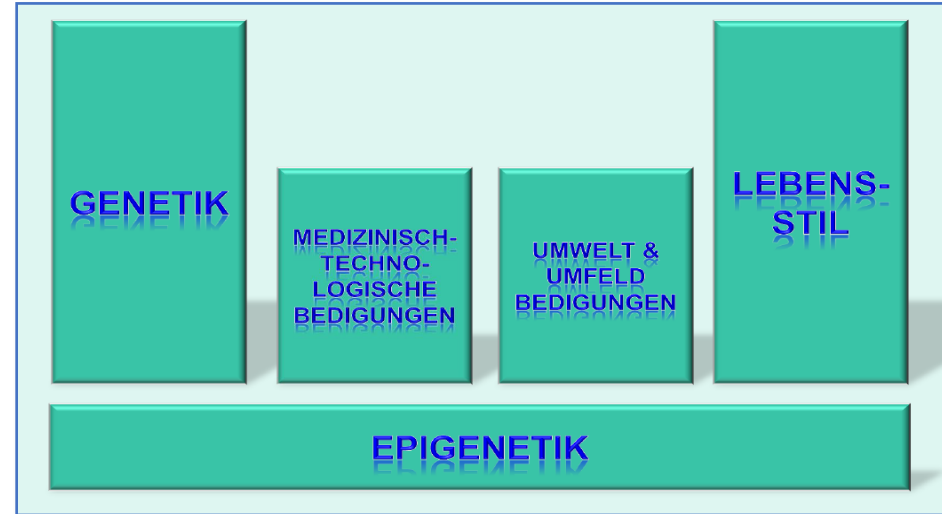 GENETIK
MEDIZINISCH-
TECHNO-
LOGISCHE
BEDIGUNGEN
UMWELT &
UMFELD
BEDIGUNGEN
LEBENS-
STIL
EPIGENETIK